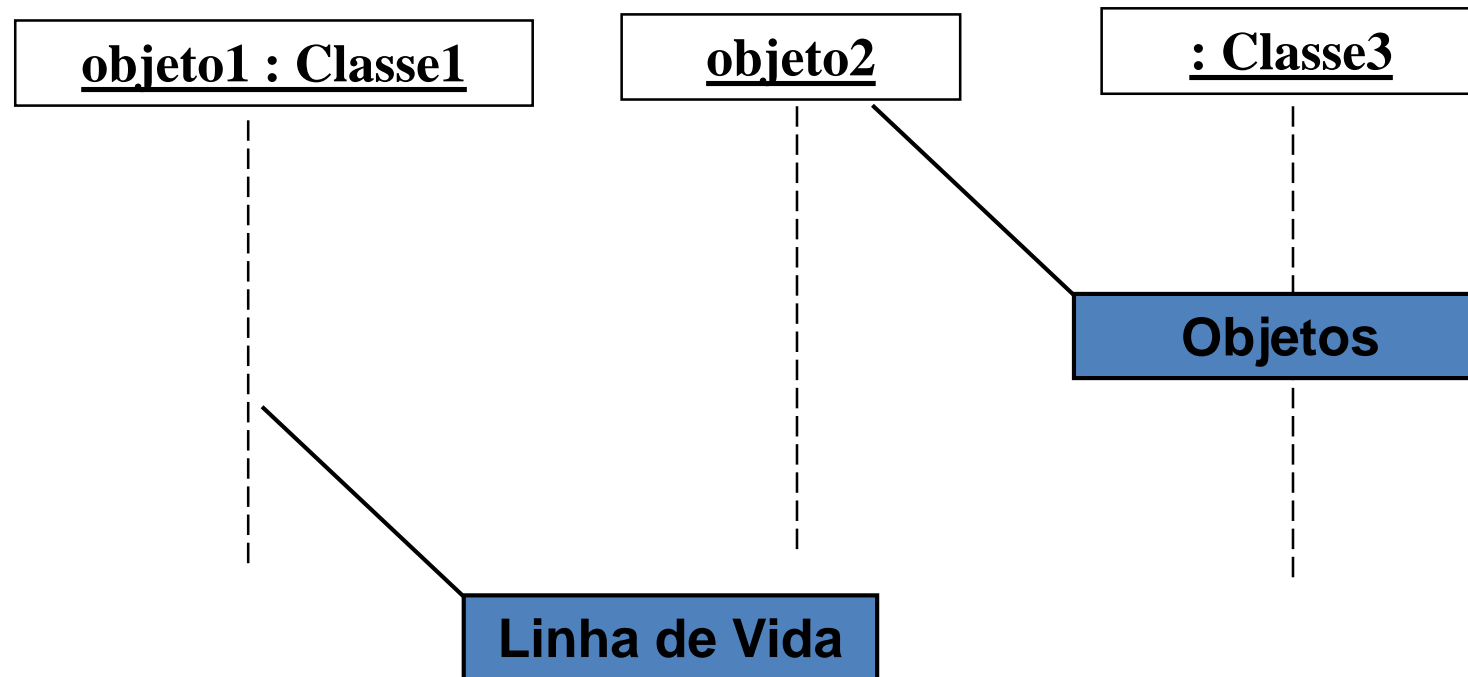 objeto1 : Classe1
objeto2
: Classe3
Objetos
Linha de Vida